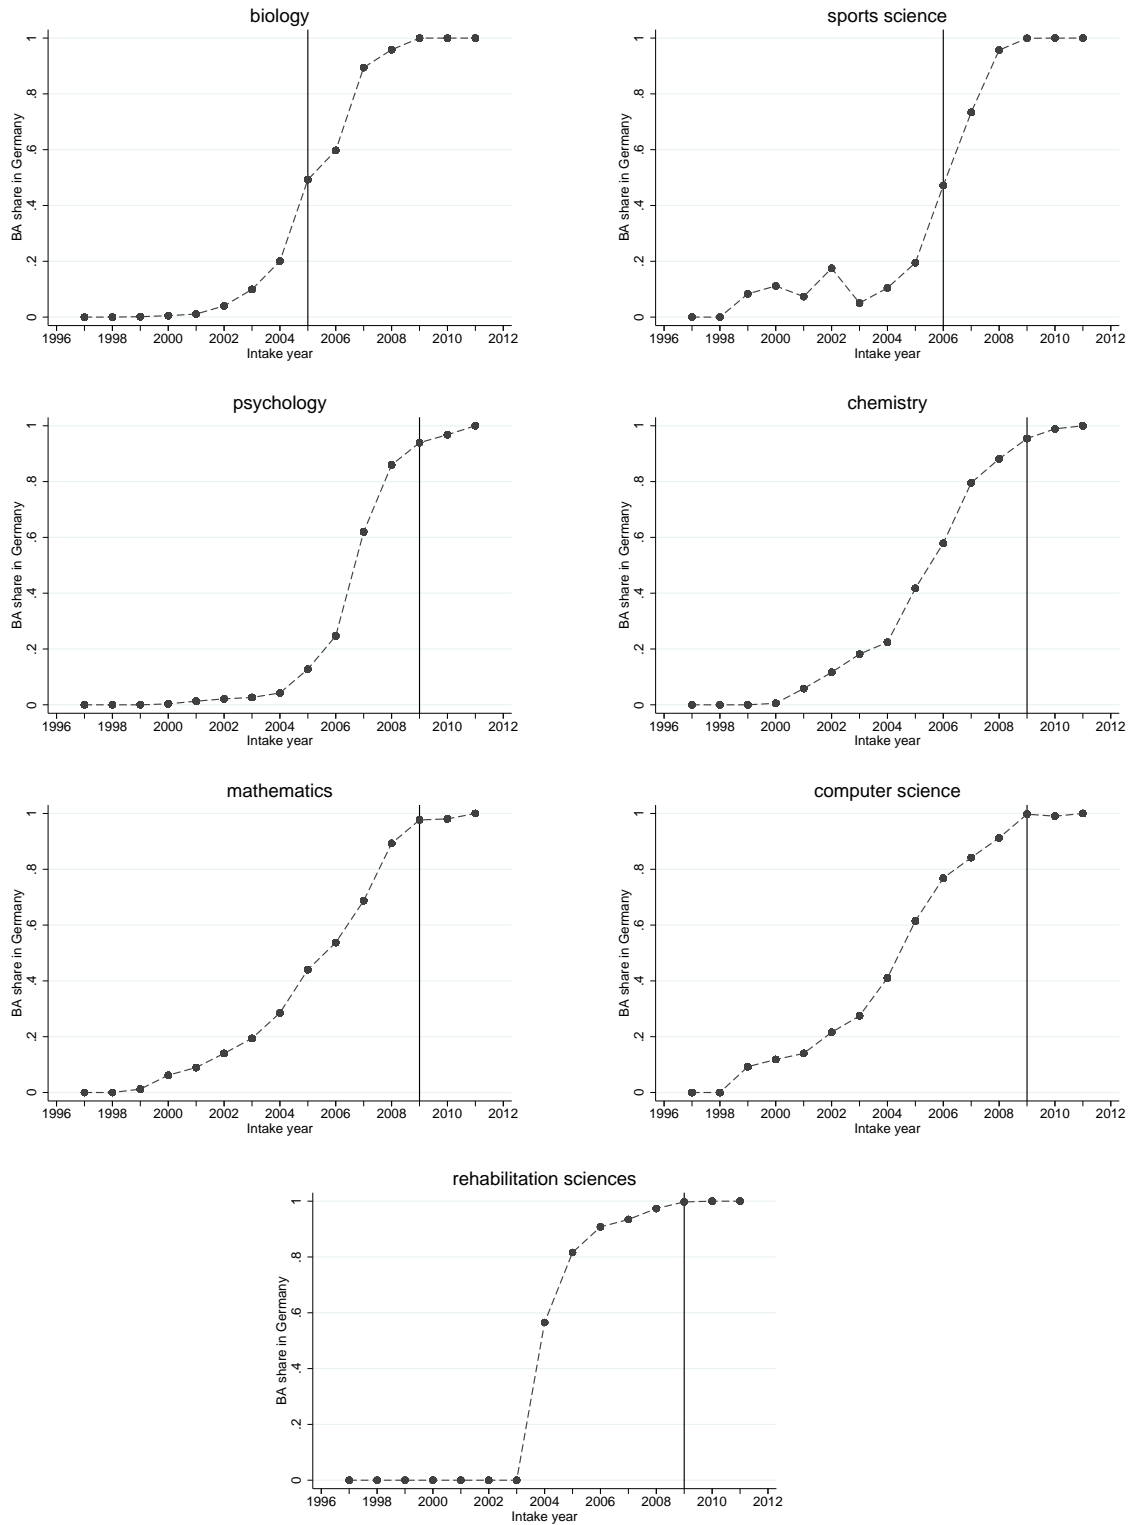 biology
BA share in Germany
1
.8
.6
.4
.2
0
1996 1998 2000 2002 2004 2006 2008 2010 2012
Intake year
sports science
BA share in Germany
1
.8
.6
.4
.2
0
1996 1998 2000 2002 2004 2006 2008 2010 2012
Intake year
psychology
BA share in Germany
1
.8
.6
.4
.2
0
1996 1998 2000 2002 2004 2006 2008 2010 2012
Intake year
chemistry
BA share in Germany
1
.8
.6
.4
.2
0
1996 1998 2000 2002 2004 2006 2008 2010 2012
Intake year
mathematics
BA share in Germany
1
.8
.6
.4
.2
0
1996 1998 2000 2002 2004 2006 2008 2010 2012
Intake year
computer science
BA share in Germany
1
.8
.6
.4
.2
0
1996 1998 2000 2002 2004 2006 2008 2010 2012
Intake year
rehabilitation sciences
BA share in Germany
1
.8
.6
.4
.2
0
1996 1998 2000 2002 2004 2006 2008 2010 2012
Intake year